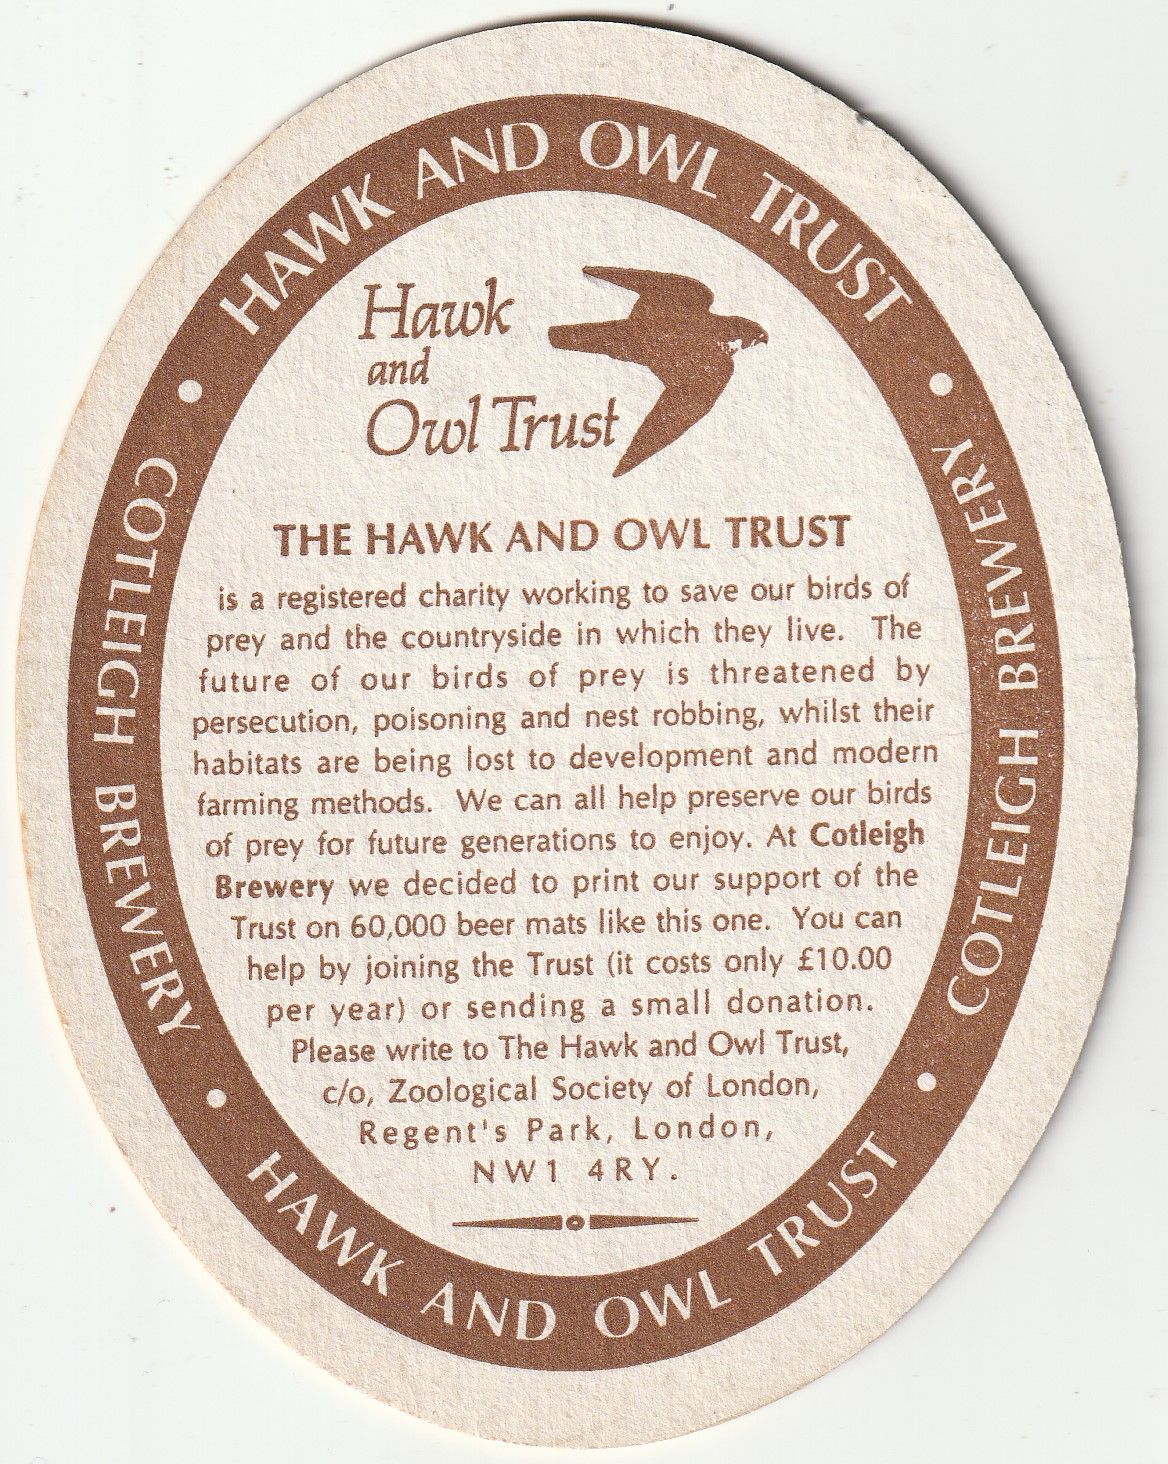 HAWK AND OWL TRUST
COTLEIGH BREWERY
COTLEIGH BREWERY
Hawk
and
Owl Trust
THE HAWK AND OWL TRUST
is a registered charity working to save our birds of
prey and the countryside in which they live. The
future of our birds of prey is threatened by
persecution, poisoning and nest robbing, whilst their
habitats are being lost to development and modern
farming methods. We can all help preserve our birds
of prey for future generations to enjoy. At Cotleigh
Brewery we decided to print our support of the
Trust on 60,000 beer mats like this one. You can
help by joining the Trust (it costs only £10.00
per year) or sending a small donation.
Please write to The Hawk and Owl Trust,
c/o, Zoological Society of London,
Regent's Park, London,
NW1 4RY.
HAWK AND OWL TRUST